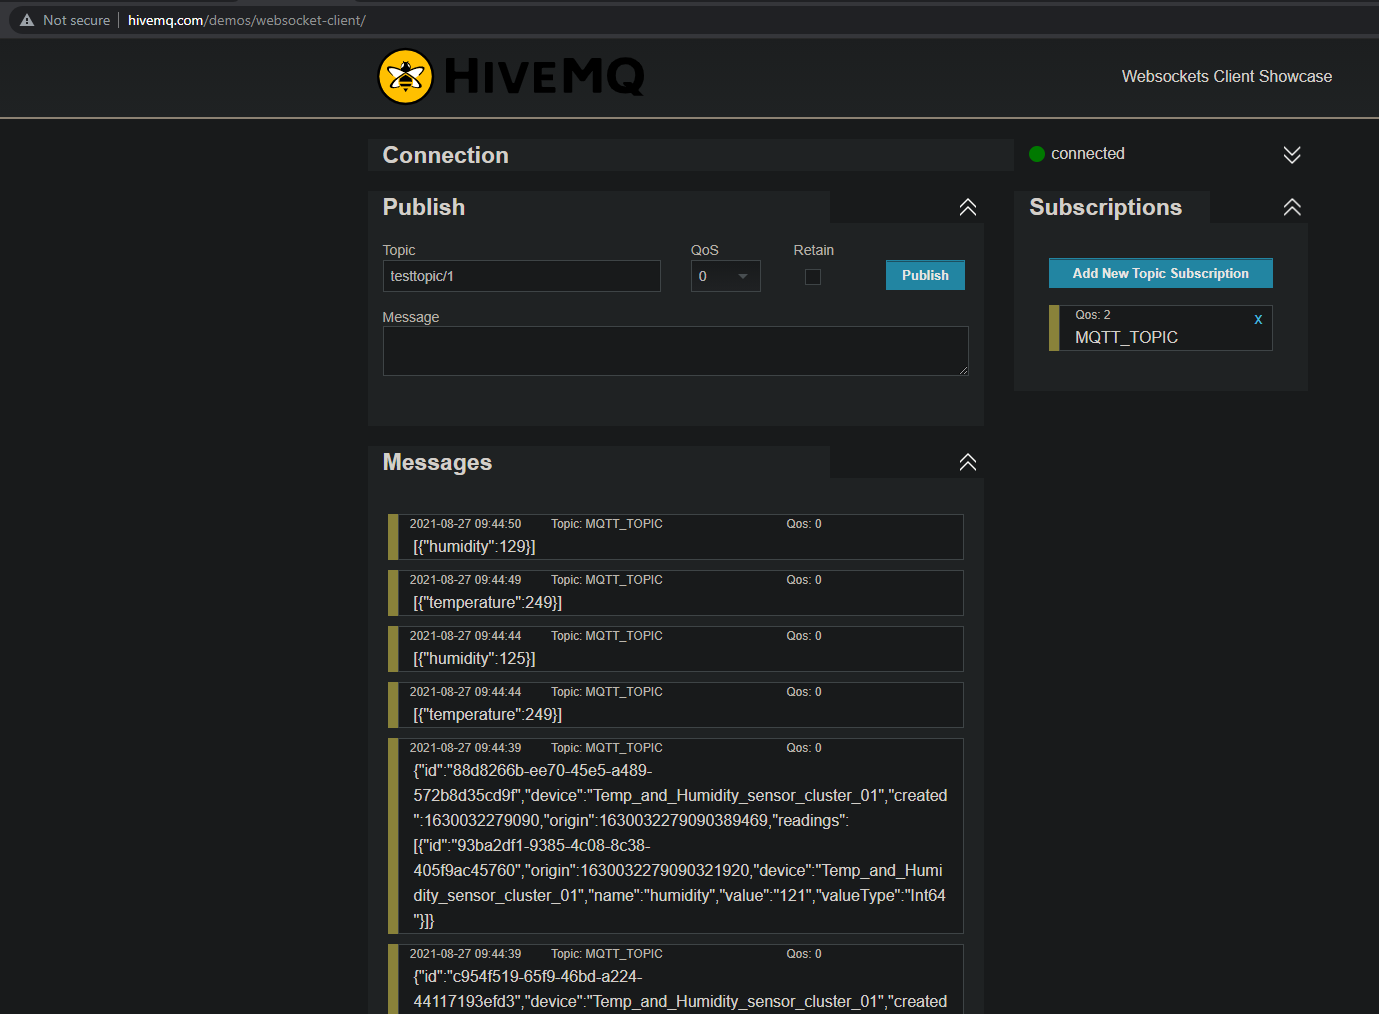 Not secure hivemq.com/demos/websocket-client/
HIVEMQ
Websockets Client Showcase
Connection
connected
Publish
Topic QoS Retain
testtopic/1 0 Publish
Message
Subscriptions
Add New Topic Subscription
Qos: 2 X
MQTT_TOPIC
Messages
2021-08-27 09:44:50 Topic: MQTT_TOPIC Qos: 0
[{"humidity":129}]
2021-08-27 09:44:49 Topic: MQTT_TOPIC Qos: 0
[{"temperature":249}]
2021-08-27 09:44:44 Topic: MQTT_TOPIC Qos: 0
[{"humidity":125}]
2021-08-27 09:44:44 Topic: MQTT_TOPIC Qos: 0
[{"temperature":249}]
2021-08-27 09:44:39 Topic: MQTT_TOPIC Qos: 0
{"id":"88d8266b-ee70-45e5-a489-
572b8d35cd9f","device":"Temp_and_Humidity_sensor_cluster_01","created
":1630032279090,"origin":1630032279090389469,"readings":
[{"id":"93ba2df1-9385-4c08-8c38-
405f9ac45760","origin":1630032279090321920,"device":"Temp_and_Humi
dity_sensor_cluster_01","name":"humidity","value":"121","valueType":"Int64
"}]}
2021-08-27 09:44:39 Topic: MQTT_TOPIC Qos: 0
{"id":"c954f519-65f9-46bd-a224-
44117193efd3","device":"Temp_and_Humidity_sensor_cluster_01","created